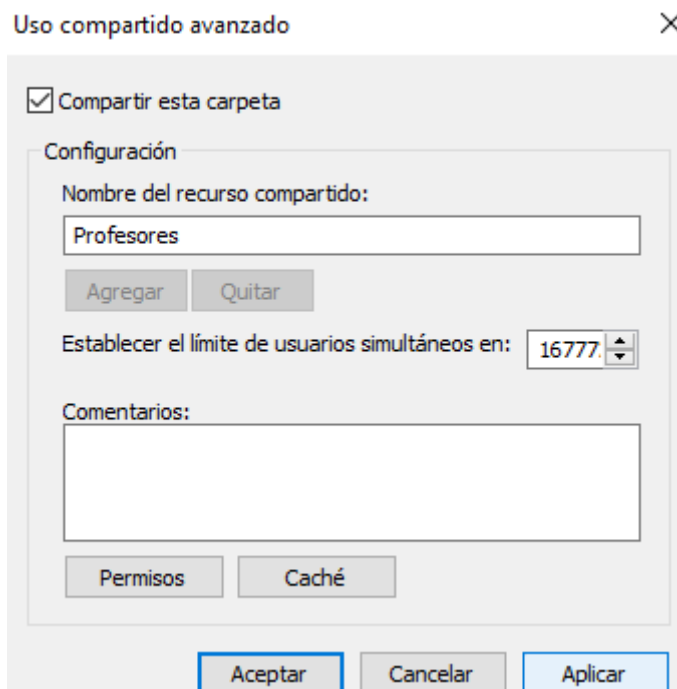 Uso compartido avanzado
Compartir esta carpeta
Configuración
Nombre del recurso compartido:
Profesores
Agregar Quitar
Establecer el límite de usuarios simultáneos en: 16777
Comentarios:
Permisos Caché
Aceptar Cancelar Aplicar